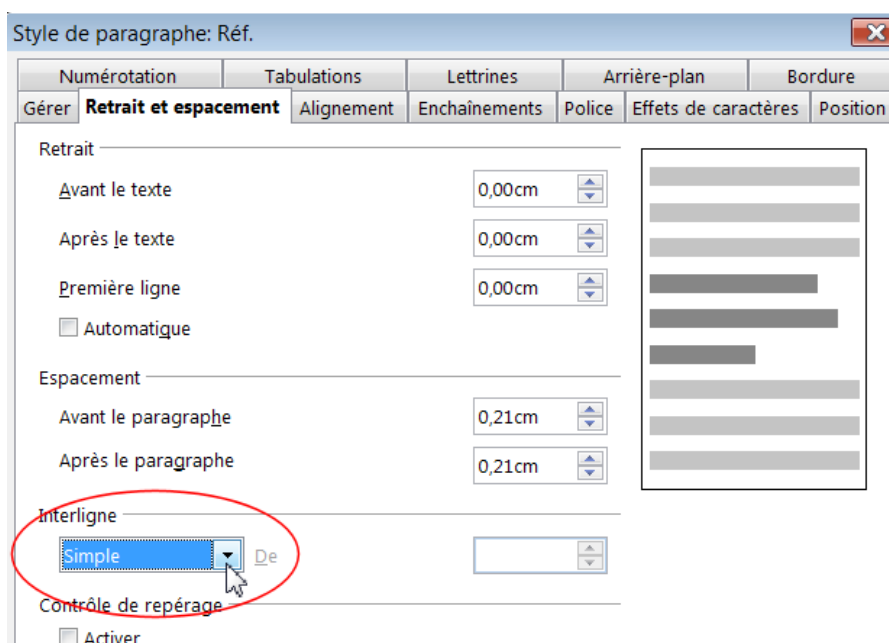 Style de paragraphe: Réf.
Numérotation Tabulations Lettrines Arrière-plan Bordure
Gérer Retrait et espacement Alignement Enchaînements Police Effets de caractères Position
Retrait
Avant le texte 0,00cm
Après le texte 0,00cm
Première ligne 0,00cm
Automatique
Espacement
Avant le paragraphe 0,21cm
Après le paragraphe 0,21cm
Interligne
Simple De
Contrôle de repérage
Activer